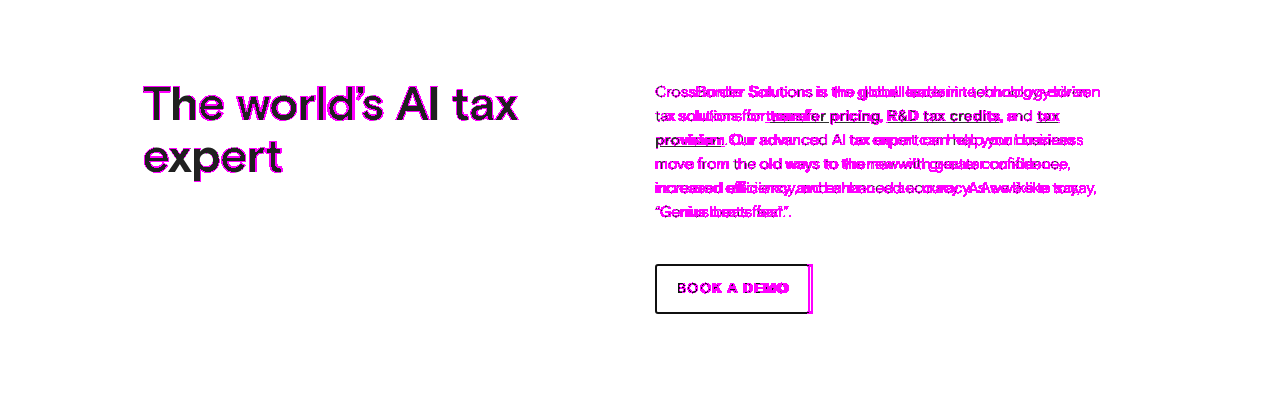 The world’s AI tax
expert
CrossBorder Solutions is the global leader in technology-driven
tax solutions for transfer pricing, R&D tax credits, and tax
provision. Our advanced AI tax expert can help your business
move from the old ways to the new with greater confidence,
increased efficiency, and enhanced accuracy. As we like to say,
“Genius beats fear”.
BOOK A DEMO